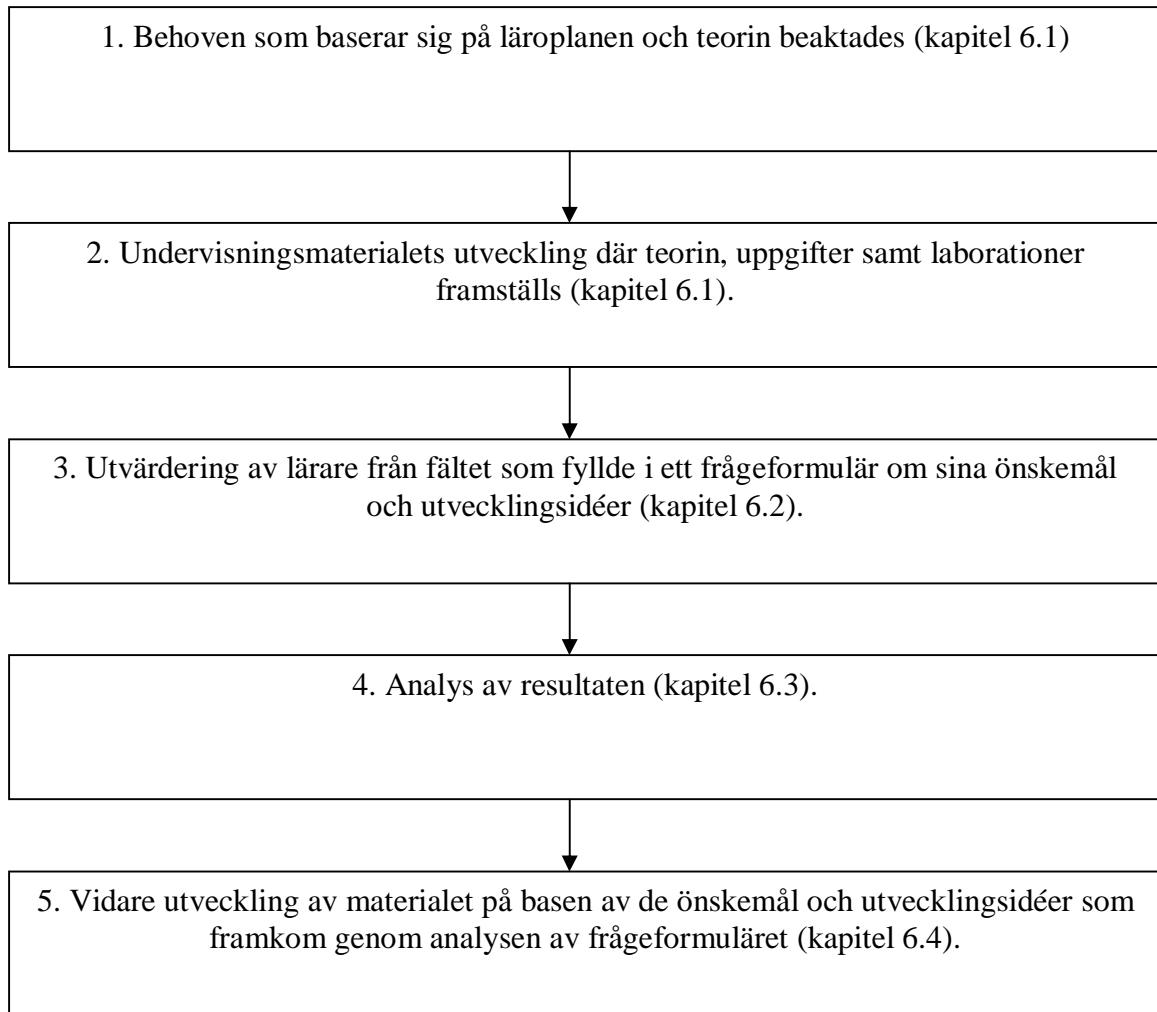 1. Behoven som baserar sig på läroplanen och teorin beaktades (kapitel 6.1)
2. Undervisningsmaterialets utveckling där teorin, uppgifter samt laborationer
framställs (kapitel 6.1).
3. Utvärdering av lärare från fältet som fyllde i ett frågeformulär om sina önskemål
och utvecklingsidéer (kapitel 6.2).
4. Analys av resultaten (kapitel 6.3).
5. Vidare utveckling av materialet på basen av de önskemål och utvecklingsidéer som
framkom genom analysen av frågeformuläret (kapitel 6.4).